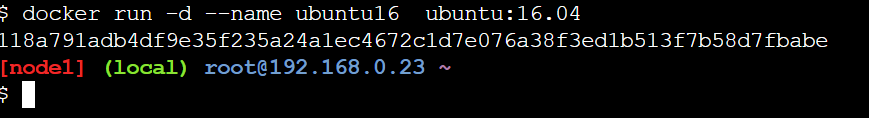 $ docker run -d --name ubuntu16  ubuntu:16.04
118a791adb4df9e35f235a24a1ec4672c1d7e076a38f3ed1b513f7b58d7fbabe
[node1] (local) root@192.168.0.23 ~
$